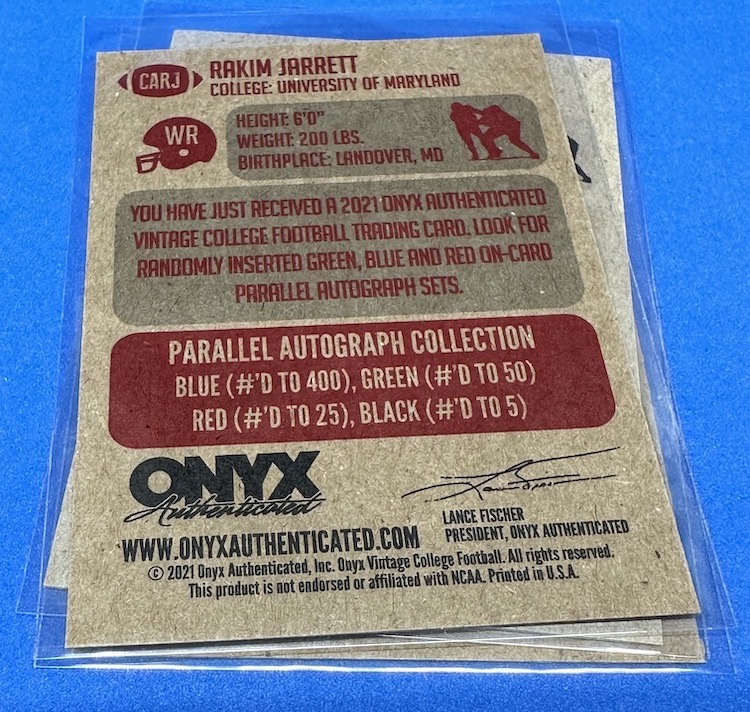 CARJ
RAKIM JARRETT
COLLEGE: UNIVERSITY OF MARYLAND
WR
HEIGHT: 6'0"
WEIGHT: 200 LBS.
BIRTHPLACE: LANDOVER, MD
YOU HAVE JUST RECEIVED A 2021 ONYX AUTHENTICATED
VINTAGE COLLEGE FOOTBALL TRADING CARD. LOOK FOR
RANDOMLY INSERTED GREEN, BLUE AND RED ON-CARD
PARALLEL AUTOGRAPH SETS.
PARALLEL AUTOGRAPH COLLECTION
BLUE (#'D TO 400), GREEN (#'D TO 50)
RED (#'D TO 25), BLACK (#'D TO 5)
ONYX
Authenticated
LANCE FISCHER
PRESIDENT, ONYX AUTHENTICATED
WWW.ONYXAUTHENTICATED.COM
© 2021 Onyx Authenticated, Inc. Onyx Vintage College Football. All rights reserved.
This product is not endorsed or affiliated with NCAA. Printed in U.S.A.